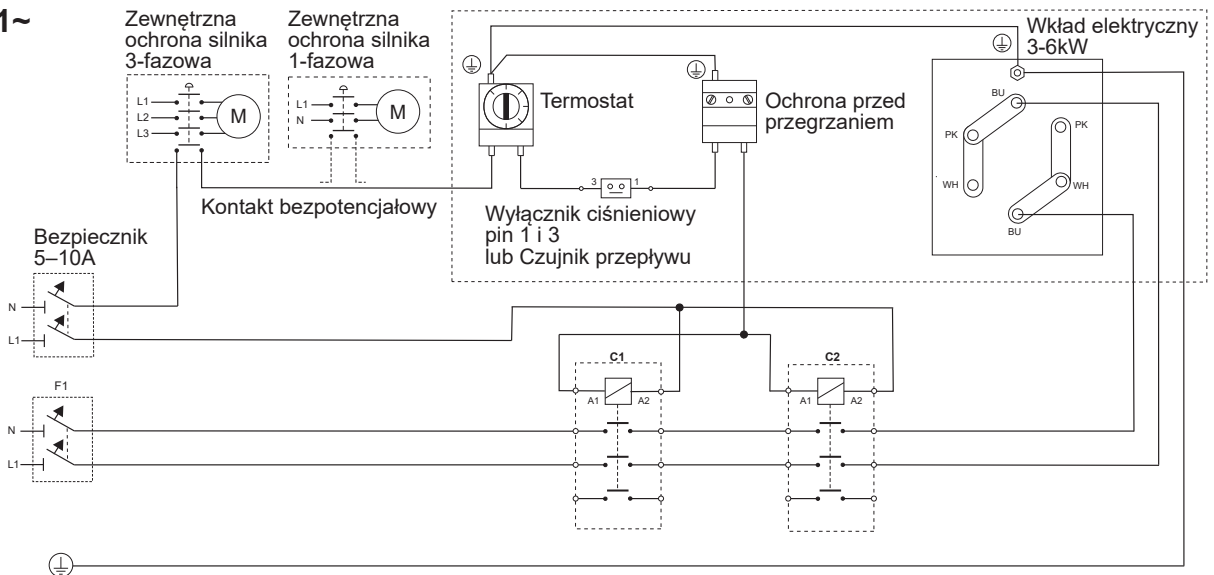 1~
Zewnętrzna
ochrona silnika
3-fazowa
Zewnętrzna
ochrona silnika
1-fazowa
Wkład elektryczny
3-6kW
L1
L2
L3
M
L1
N
M
Termostat
Ochrona przed
przegrzaniem
BU
PK
WH
PK
WH
BU
3
1
Kontakt bezpotencjałowy
Wyłącznik ciśnieniowy
pin 1 i 3
lub Czujnik przepływu
Bezpiecznik
5–10A
N
L1
C1
C2
A1
A2
A1
A2
F1
N
L1